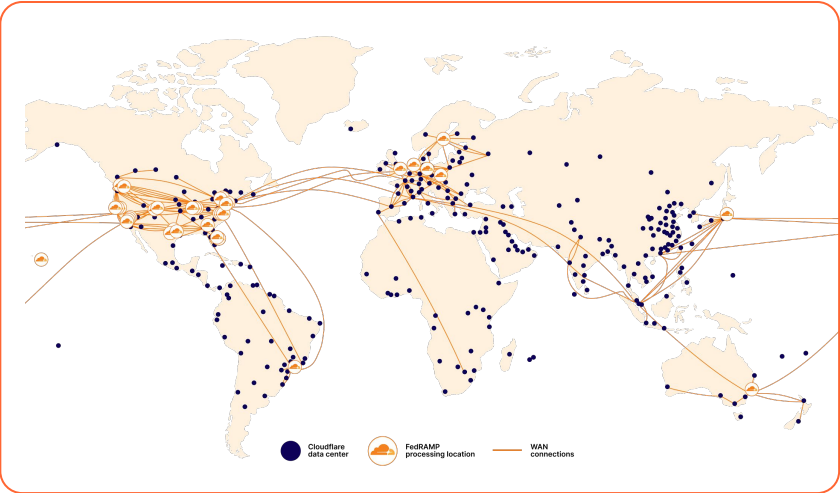 Cloudflare
data center
FedRAMP
processing location
WAN
connections